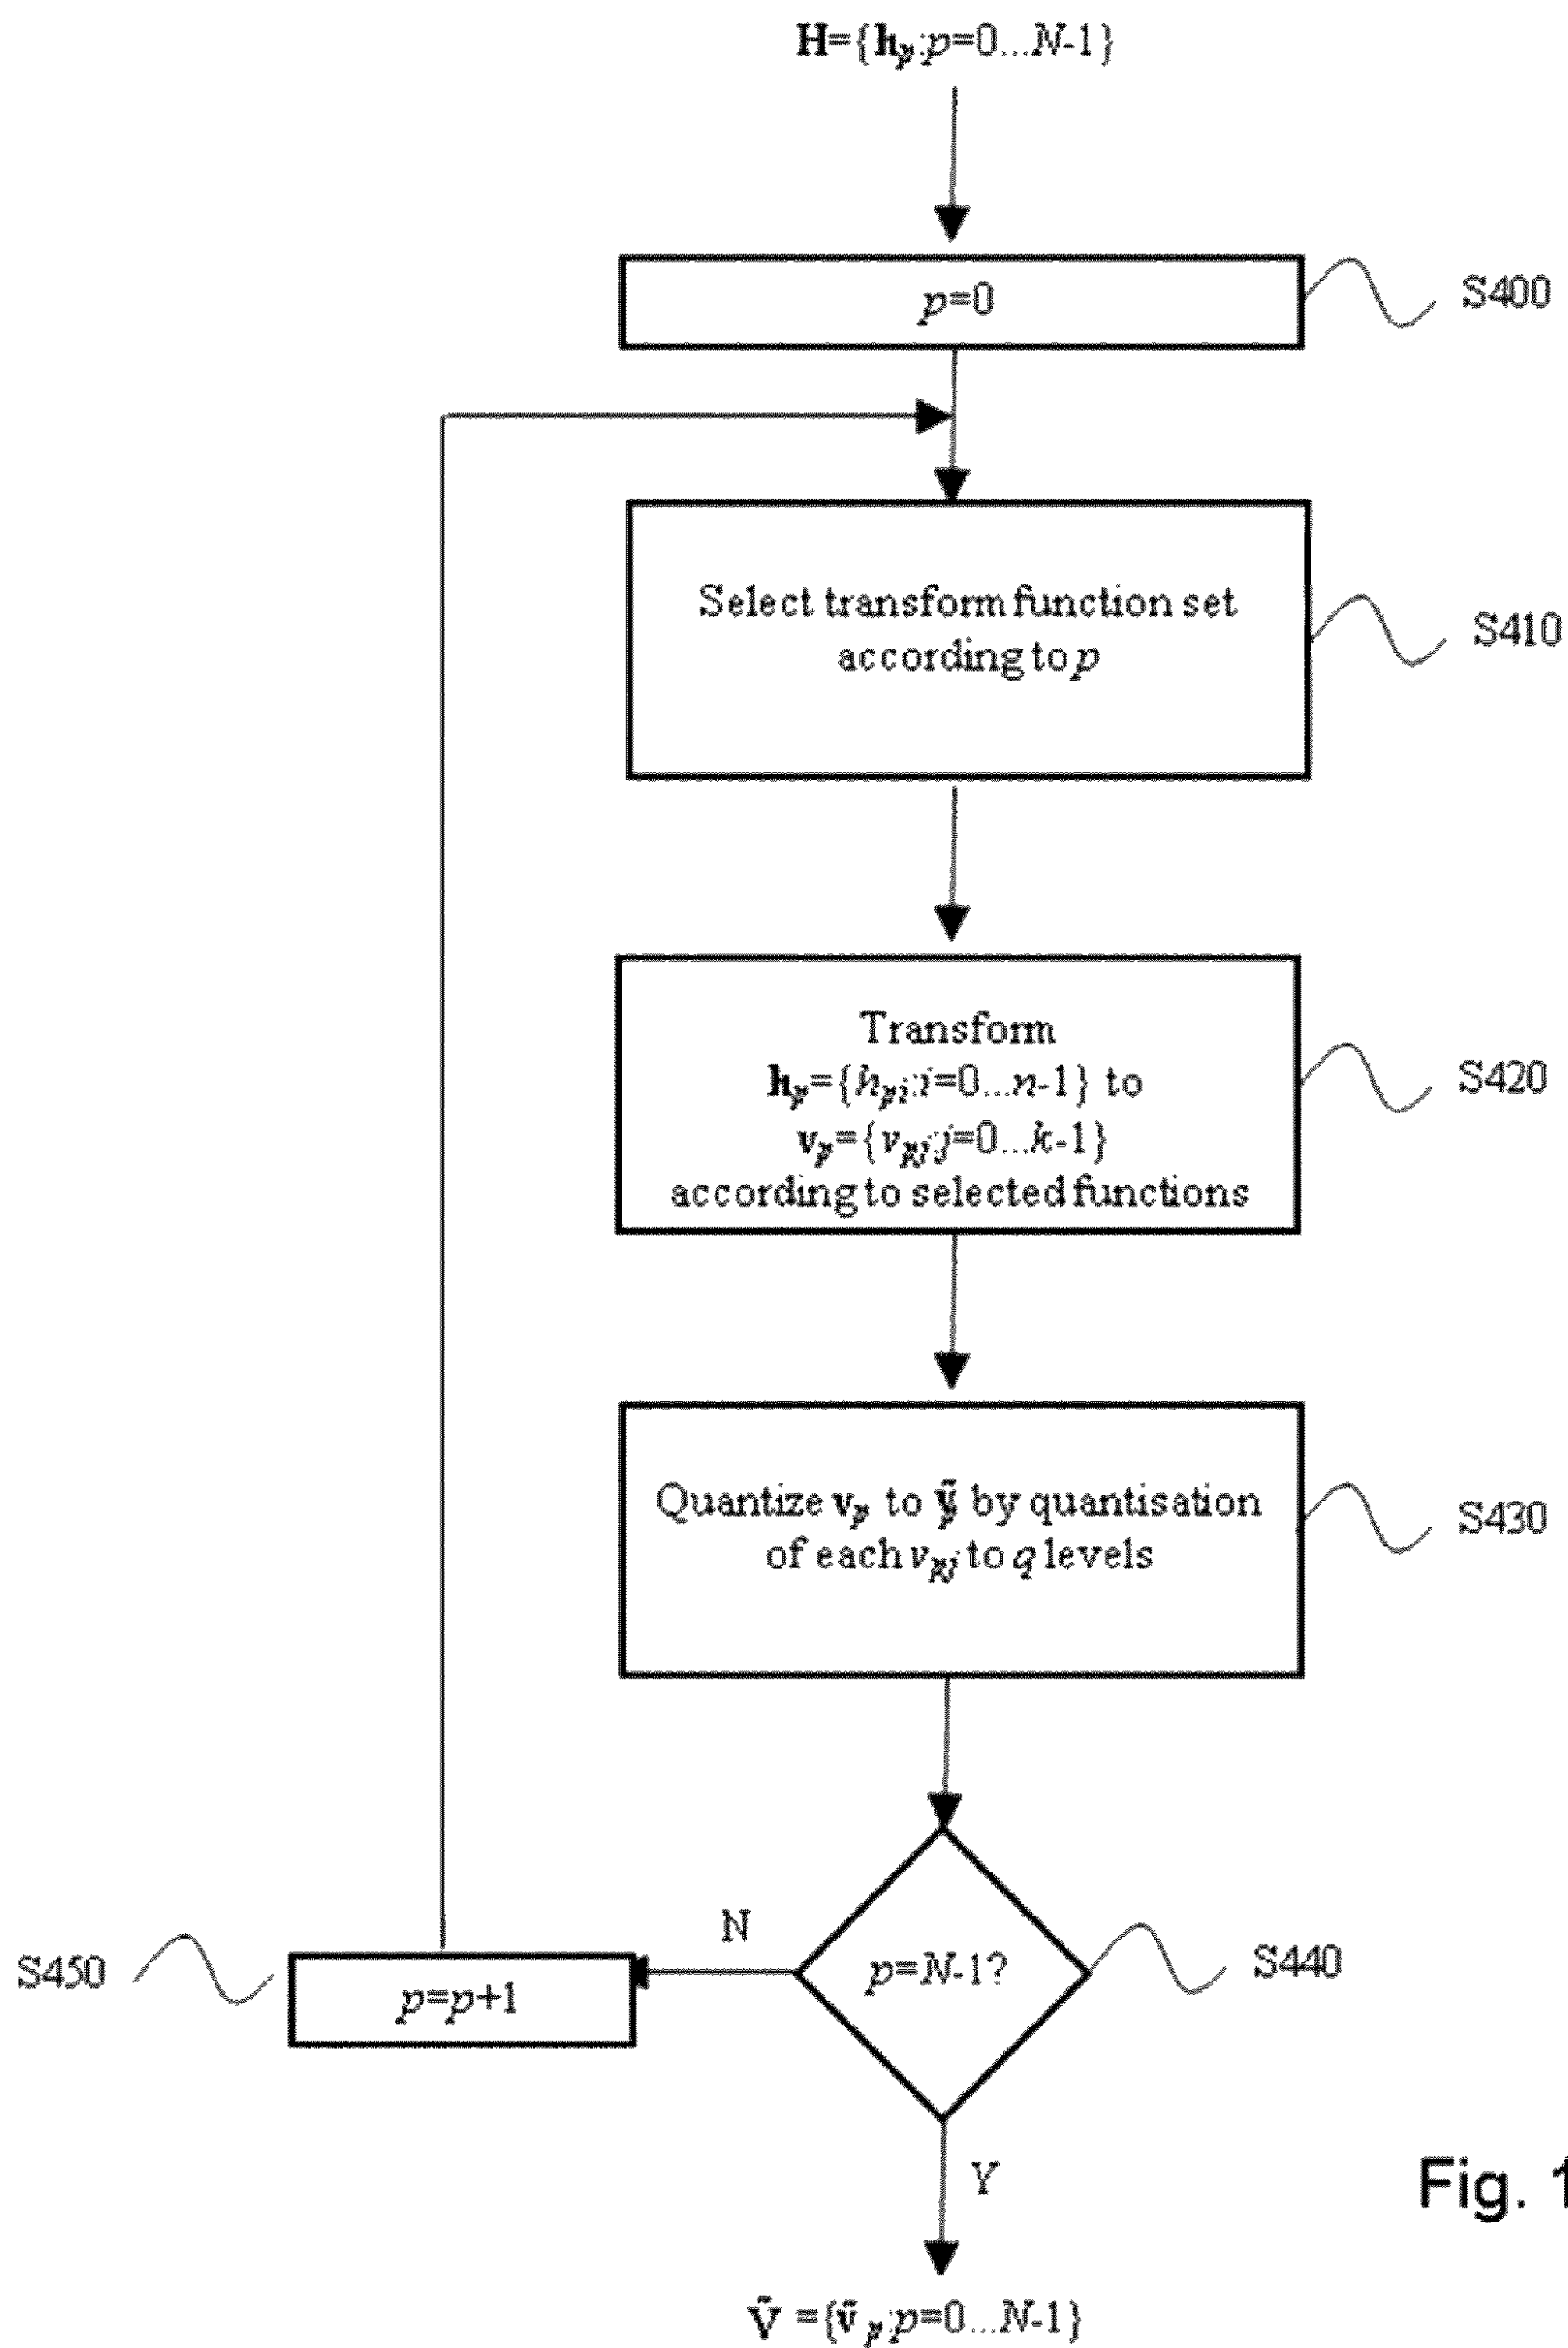 H={h_p:p=0...N-1}
p=0
S400
Select transform function set
according to p
S410
Transform
h_p={h_pi:i=0...n-1} to
v_p={v_pj:j=0...k-1}
according to selected functions
S420
Quantize v_p to ṽ_p by quantisation
of each v_pj to q levels
S430
N
p=N-1?
S440
S450
p=p+1
Y
Fig. 1
Ṽ={ṽ_p:p=0...N-1}